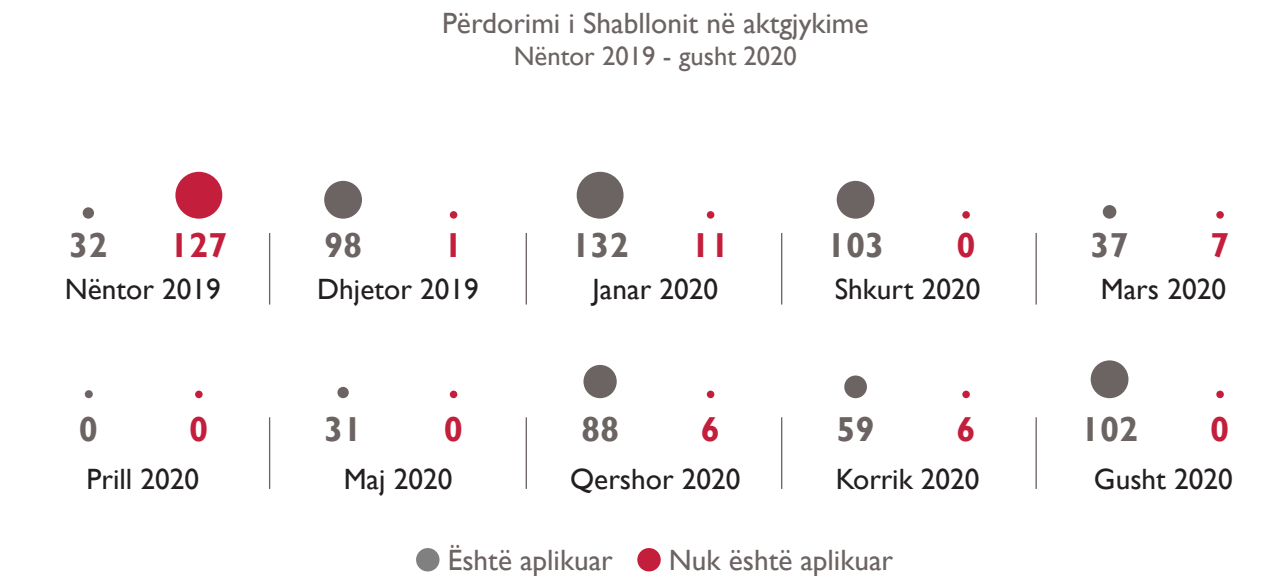 Përdorimi i Shabllonit në aktgjykime
Nëntor 2019 - gusht 2020
32 127 98 1 132 11 103 0 37 7
Nëntor 2019 Dhjetor 2019 Janar 2020 Shkurt 2020 Mars 2020
0 0 31 0 88 6 59 6 102 0
Prill 2020 Maj 2020 Qershor 2020 Korrik 2020 Gusht 2020
Është aplikuar Nuk është aplikuar